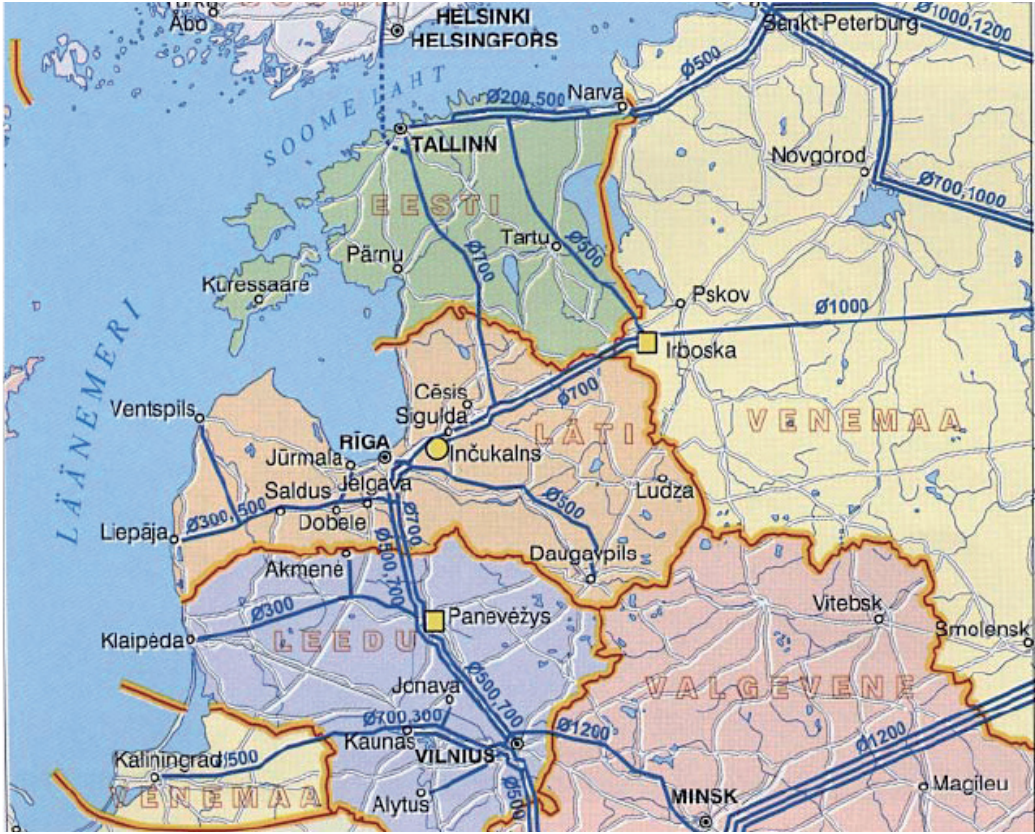 Åbo
HELSINKI
HELSINGFORS
Sankt-Peterburg
Ø1000,1200
Ø500
SOOME LAHT
Ø200,500
Narva
TALLINN
Novgorod
Ø700,1000
EESTI
Tartu
Ø500
Ø700
Pärnu
Kuressaare
Pskov
Ø1000
Irboska
LÄÄNEMERI
Ø700
Cēsis
Sigulda
VENEMAA
Ventspils
LÄTI
RĪGA
Inčukalns
Jūrmala
Jelgava
Saldus
Ludza
Ø300,500
Dobele
Ø700
Ø500
Liepāja
Ø500,700
Daugavpils
Akmenė
Ø300
Panevėžys
Vitebsk
Klaipėda
LEEDU
Smolensk
Jonava
Ø500,700
VALGEVENE
Ø700,300
Kaunas
Ø1200
VILNIUS
Ø1200
Kaliningrad
Ø500
VENEMAA
Alytus
MINSK
Magileu